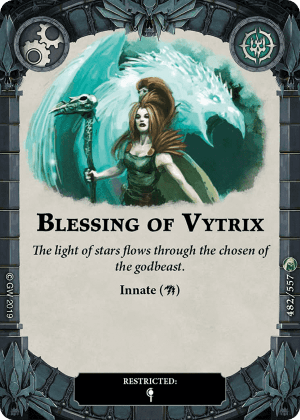 Blessing of Vytrix
The light of stars flows through the chosen of
the godbeast.
Innate ()
© GW 2019
482/557
RESTRICTED: